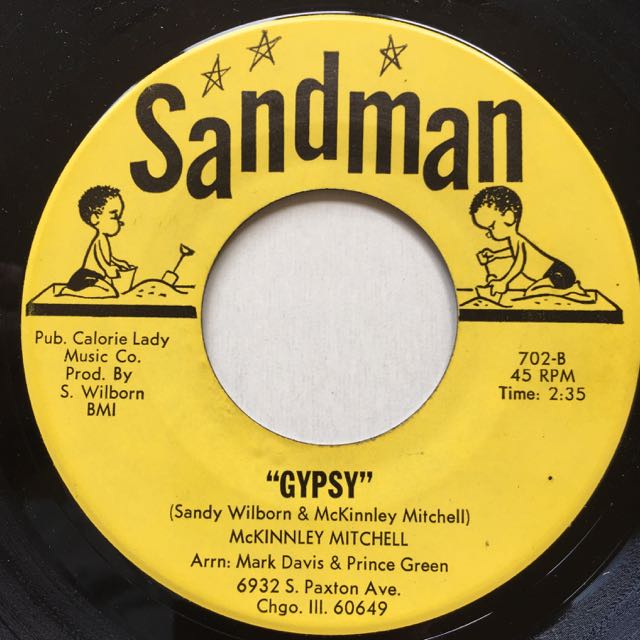 Sandman
Pub. Calorie Lady
Music Co.
Prod. By
S. Wilborn
BMI
702-B
45 RPM
Time: 2:35
"GYPSY"
(Sandy Wilborn & McKinnley Mitchell)
McKINNLEY MITCHELL
Arrn: Mark Davis & Prince Green
6932 S. Paxton Ave.
Chgo. Ill. 60649